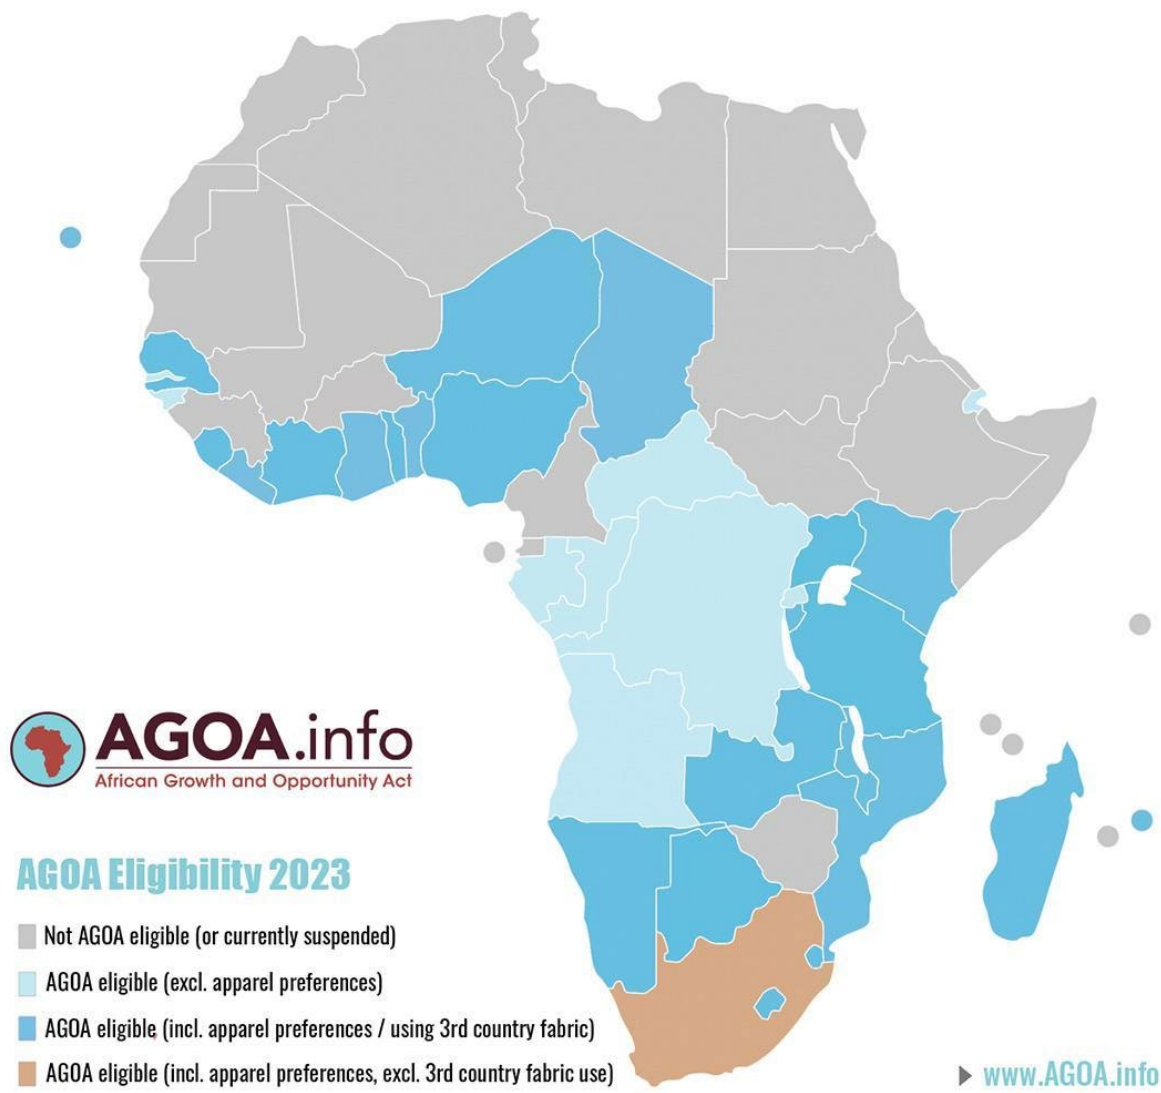 AGOA.info
African Growth and Opportunity Act
AGOA Eligibility 2023
Not AGOA eligible (or currently suspended)
AGOA eligible (excl. apparel preferences)
AGOA eligible (incl. apparel preferences / using 3rd country fabric)
AGOA eligible (incl. apparel preferences, excl. 3rd country fabric use)
www.AGOA.info